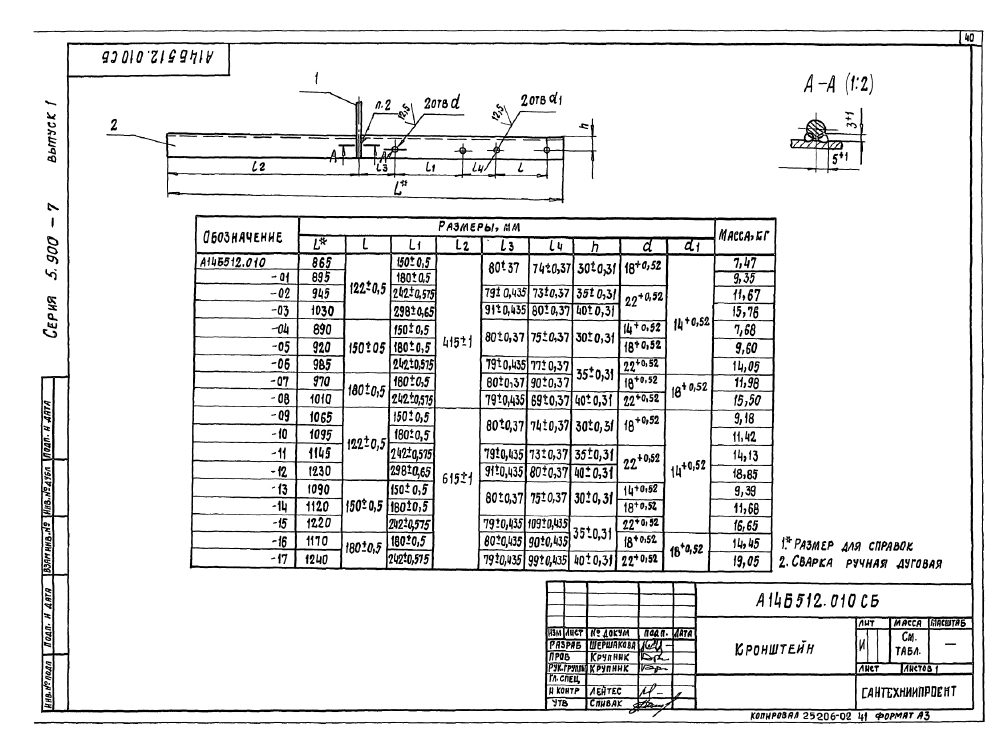 40
А14Б512.010СБ
Серия 5.900-7 выпуск 1
1
2
п.2
2отв d
12,5
2отв d1
12,5
h
А
А
L2
L3
L1
L4
L
L*
А-А (1:2)
3+1
5+1
Обозначение Размеры, мм Масса, кг
L* L L1 L2 L3 L4 h d d1
А14Б512.010 865 122±0,5 150±0,5 415±1 80±37 74±0,37 30±0,31 18+0,52 14+0,52 7,47
-01 895 180±0,5 9,35
-02 945 242±0,575 79±0,435 73±0,37 35±0,31 22+0,52 11,67
-03 1030 298±0,65 91±0,435 80±0,37 40±0,31 15,76
-04 890 150±05 150±0,5 80±0,37 75±0,37 30±0,31 14+0,52 7,68
-05 920 180±0,5 18+0,52 9,60
-06 985 242±0,575 79±0,435 77±0,37 35±0,31 22+0,52 14,05
-07 970 180±0,5 180±0,5 80±0,37 90±0,37 18+0,52 18+0,52 11,98
-08 1010 242±0,575 79±0,435 89±0,37 40±0,31 22+0,52 15,50
-09 1065 122±0,5 150±0,5 615±1 80±0,37 74±0,37 30±0,31 18+0,52 14+0,52 9,18
-10 1095 180±0,5 11,42
-11 1145 242±0,575 79±0,435 73±0,37 35±0,31 22+0,52 14,13
-12 1230 298±0,65 91±0,435 80±0,37 40±0,31 18,85
-13 1090 150±0,5 150±0,5 80±0,37 75±0,37 30±0,31 14+0,52 9,39
-14 1120 180±0,5 18+0,52 11,68
-15 1220 242±0,575 79±0,435 109±0,435 35±0,31 22+0,52 16,65
-16 1170 180±0,5 180±0,5 80±0,435 90±0,435 18+0,52 18+0,52 14,45
-17 1240 242±0,575 79±0,435 99±0,435 40±0,31 22+0,52 19,05
1.* Размер для справок
2. Сварка ручная дуговая
Инв.№ подл Подп. и дата Взам инв.№ Инв.№ дубл Подп. и дата
А14Б512.010 СБ
Изм Лист № докум Подп. Дата
Разраб Шершакова
Пров Крупник
Рук.группы Крупник
Гл.спец.
Н контр Лейтес
Утв Спивак
Кронштейн
Лит Масса Масштаб
И См. табл. —
Лист Листов 1
Сантехниипроект
Копировал 25206-02 41 Формат А3